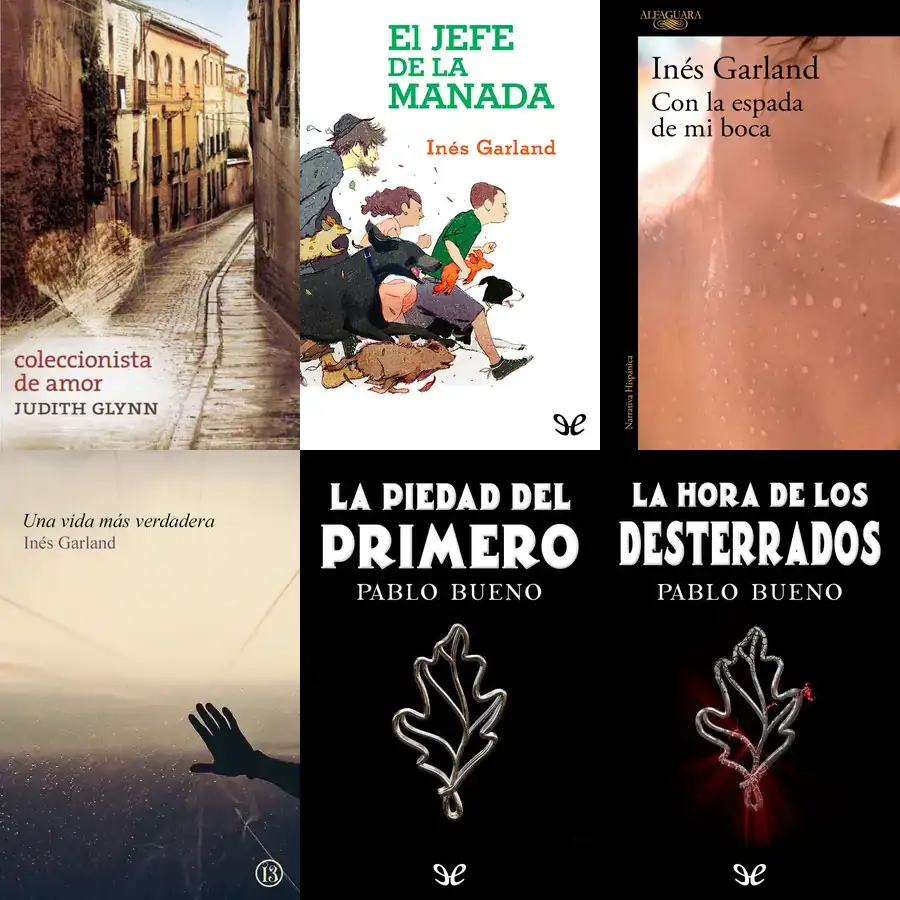 coleccionista
de amor
JUDITH GLYNN
El JEFE
DE LA
MANADA
Inés Garland
ALFAGUARA
Inés Garland
Con la espada
de mi boca
Narrativa Hispánica
Una vida más verdadera
Inés Garland
13
LA PIEDAD DEL
PRIMERO
PABLO BUENO
LA HORA DE LOS
DESTERRADOS
PABLO BUENO